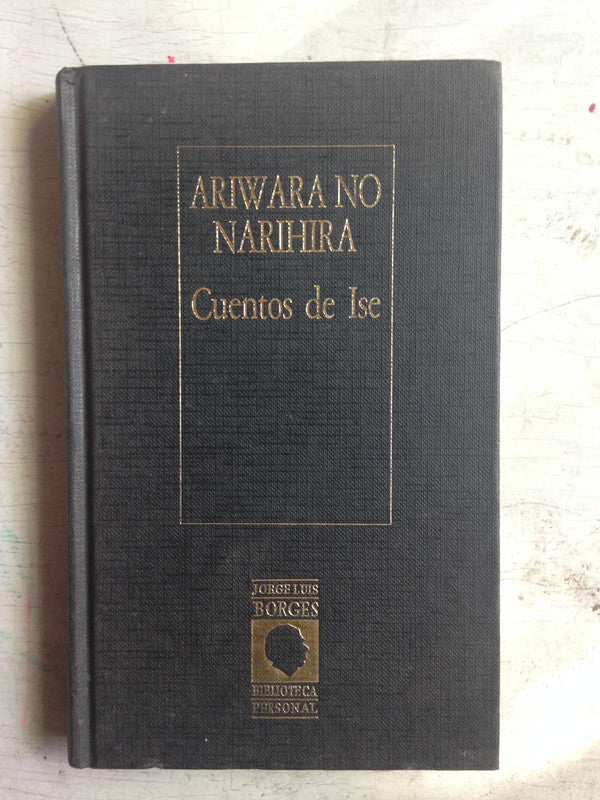 ARIWARA NO
NARIHIRA
Cuentos de Ise
JORGE LUIS
BORGES
BIBLIOTECA
PERSONAL